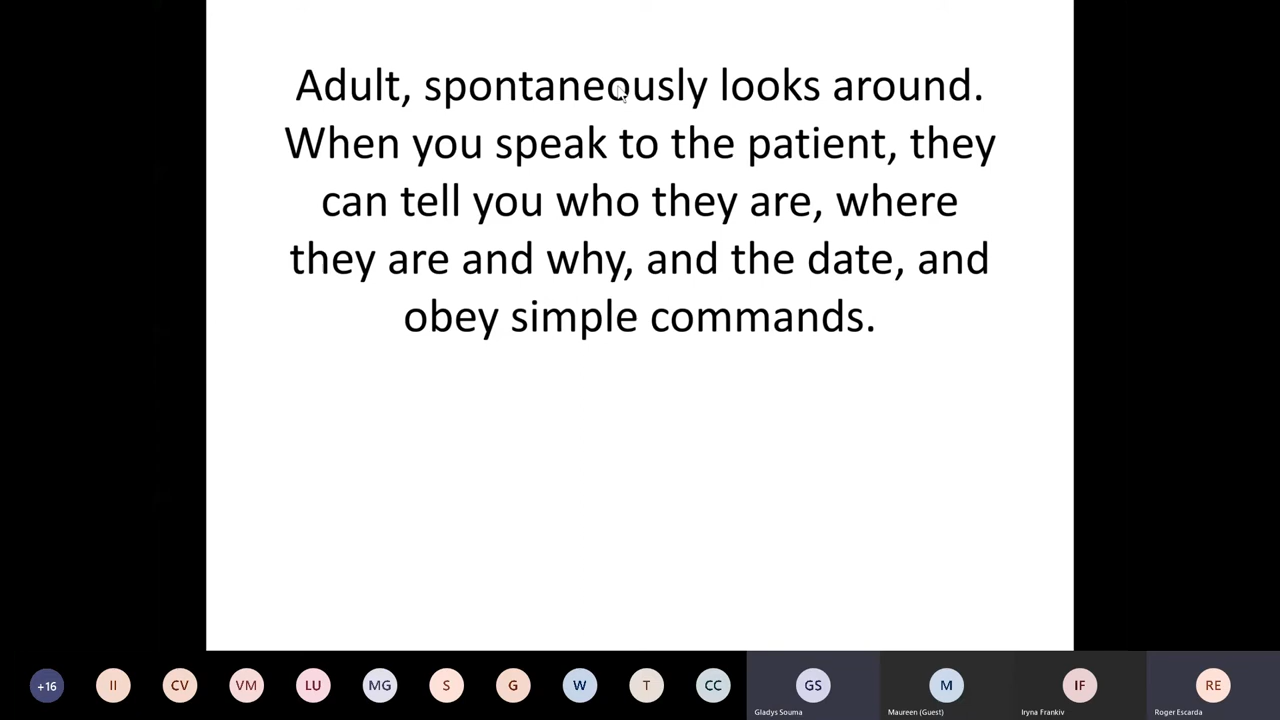 Adult, spontaneously looks around.
When you speak to the patient, they
can tell you who they are, where
they are and why, and the date, and
obey simple commands.
+16
II
CV
VM
LU
MG
S
G
W
T
CC
GS
M
IF
RE
Gladys Souma
Maureen (Guest)
Iryna Frankiv
Roger Escarda